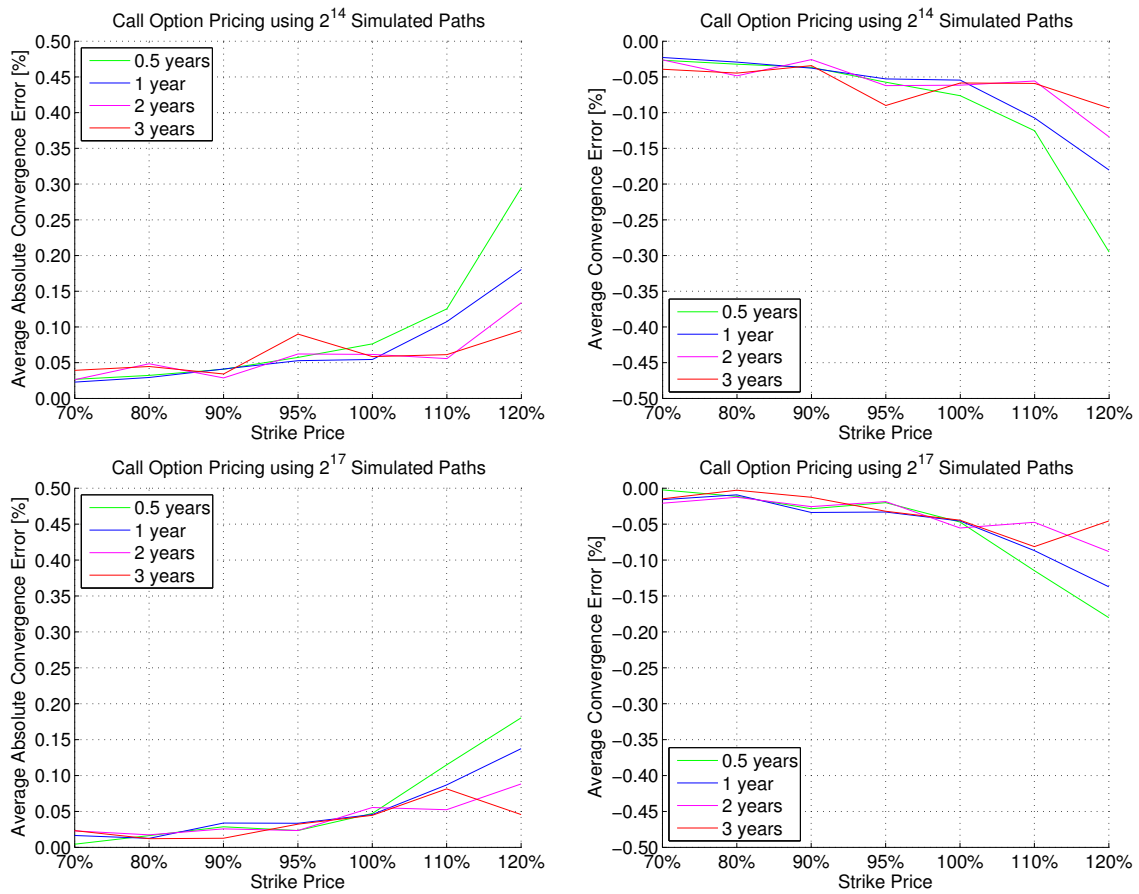 Call Option Pricing using 2^14 Simulated Paths
Average Absolute Convergence Error [%]
0.50
0.45
0.40
0.35
0.30
0.25
0.20
0.15
0.10
0.05
0.00
0.5 years
1 year
2 years
3 years
70% 80% 90% 95% 100% 110% 120%
Strike Price
Call Option Pricing using 2^14 Simulated Paths
Average Convergence Error [%]
0.00
−0.05
−0.10
−0.15
−0.20
−0.25
−0.30
−0.35
−0.40
−0.45
−0.50
0.5 years
1 year
2 years
3 years
70% 80% 90% 95% 100% 110% 120%
Strike Price
Call Option Pricing using 2^17 Simulated Paths
Average Absolute Convergence Error [%]
0.50
0.45
0.40
0.35
0.30
0.25
0.20
0.15
0.10
0.05
0.00
0.5 years
1 year
2 years
3 years
70% 80% 90% 95% 100% 110% 120%
Strike Price
Call Option Pricing using 2^17 Simulated Paths
Average Convergence Error [%]
0.00
−0.05
−0.10
−0.15
−0.20
−0.25
−0.30
−0.35
−0.40
−0.45
−0.50
0.5 years
1 year
2 years
3 years
70% 80% 90% 95% 100% 110% 120%
Strike Price